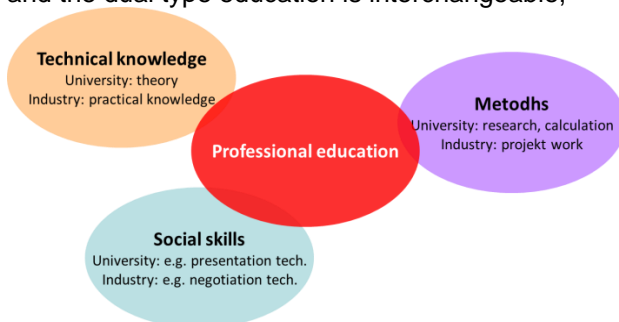 and the dual type education is interchangeable,
Technical knowledge
University: theory
Industry: practical knowledge
Metodhs
University: research, calculation
Industry: projekt work
Professional education
Social skills
University: e.g. presentation tech.
Industry: e.g. negotiation tech.